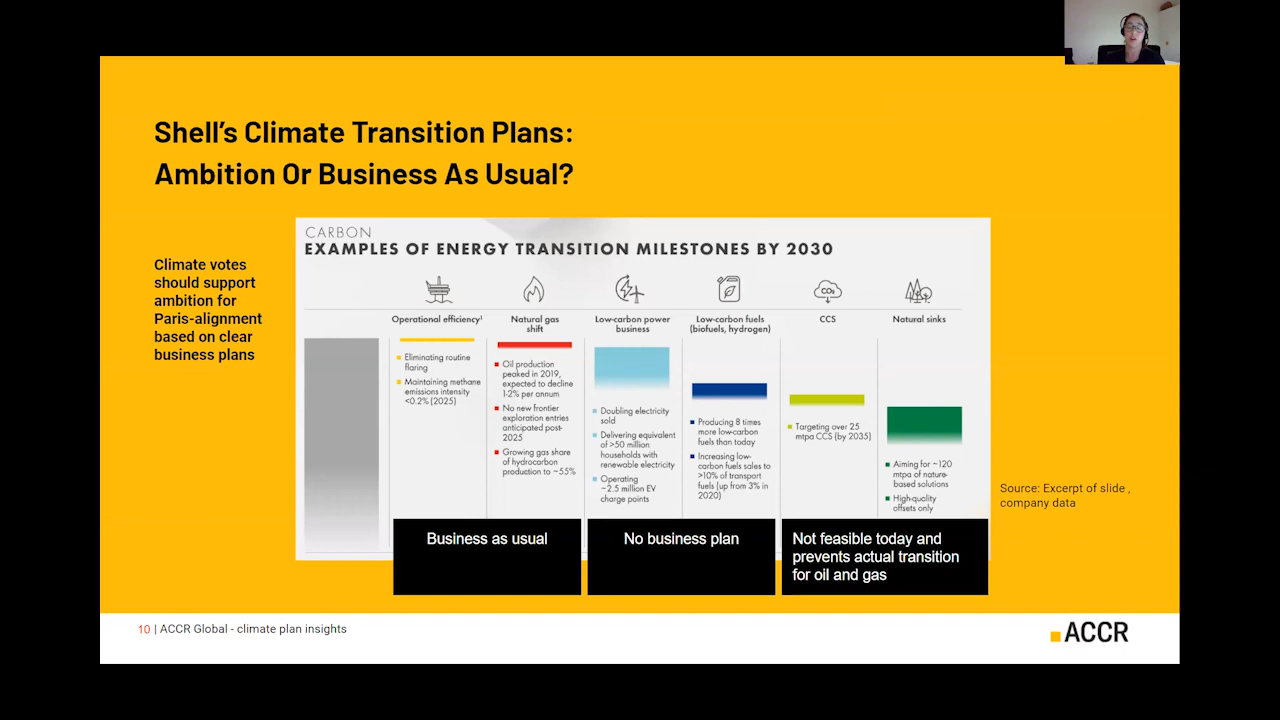 Shell's Climate Transition Plans:
Ambition Or Business As Usual?
Climate votes
should support
ambition for
Paris-alignment
based on clear
business plans
CARBON
EXAMPLES OF ENERGY TRANSITION MILESTONES BY 2030
Operational efficiency¹
Eliminating routine
flaring
Maintaining methane
emissions intensity
<0.2% (2025)
Natural gas
shift
Oil production
peaked in 2019,
expected to decline
1-2% per annum
No new frontier
exploration entries
anticipated post-
2025
Growing gas share
of hydrocarbon
production to ~55%
Low-carbon power
business
Doubling electricity
sold
Delivering equivalent
of >50 million
households with
renewable electricity
Operating
~2.5 million EV
charge points
Low-carbon fuels
(biofuels, hydrogen)
Producing 8 times
more low-carbon
fuels than today
Increasing low-
carbon fuels sales to
>10% of transport
fuels (up from 3% in
2020)
CO₂
CCS
Targeting over 25
mtpa CCS (by 2035)
Natural sinks
Aiming for ~120
mtpa of nature-
based solutions
High-quality
offsets only
Business as usual
No business plan
Not feasible today and
prevents actual transition
for oil and gas
Source: Excerpt of slide ,
company data
10 | ACCR Global - climate plan insights
ACCR